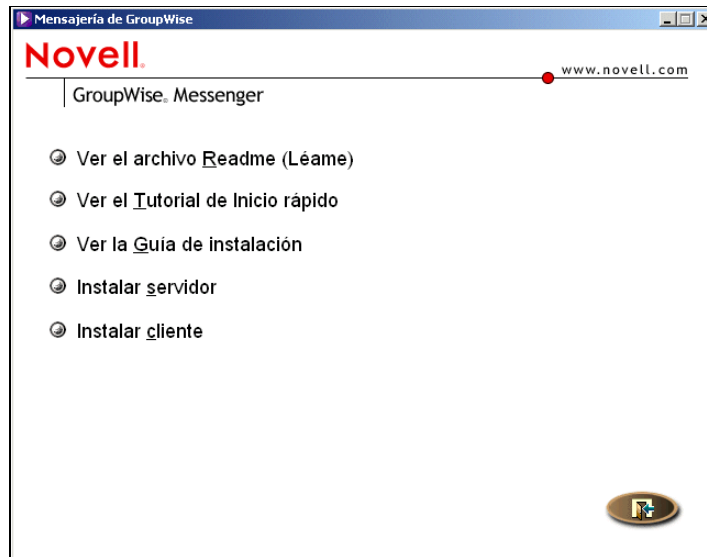 Mensajería de GroupWise
Novell®
www.novell.com
GroupWise® Messenger
Ver el archivo Readme (Léame)
Ver el Tutorial de Inicio rápido
Ver la Guía de instalación
Instalar servidor
Instalar cliente